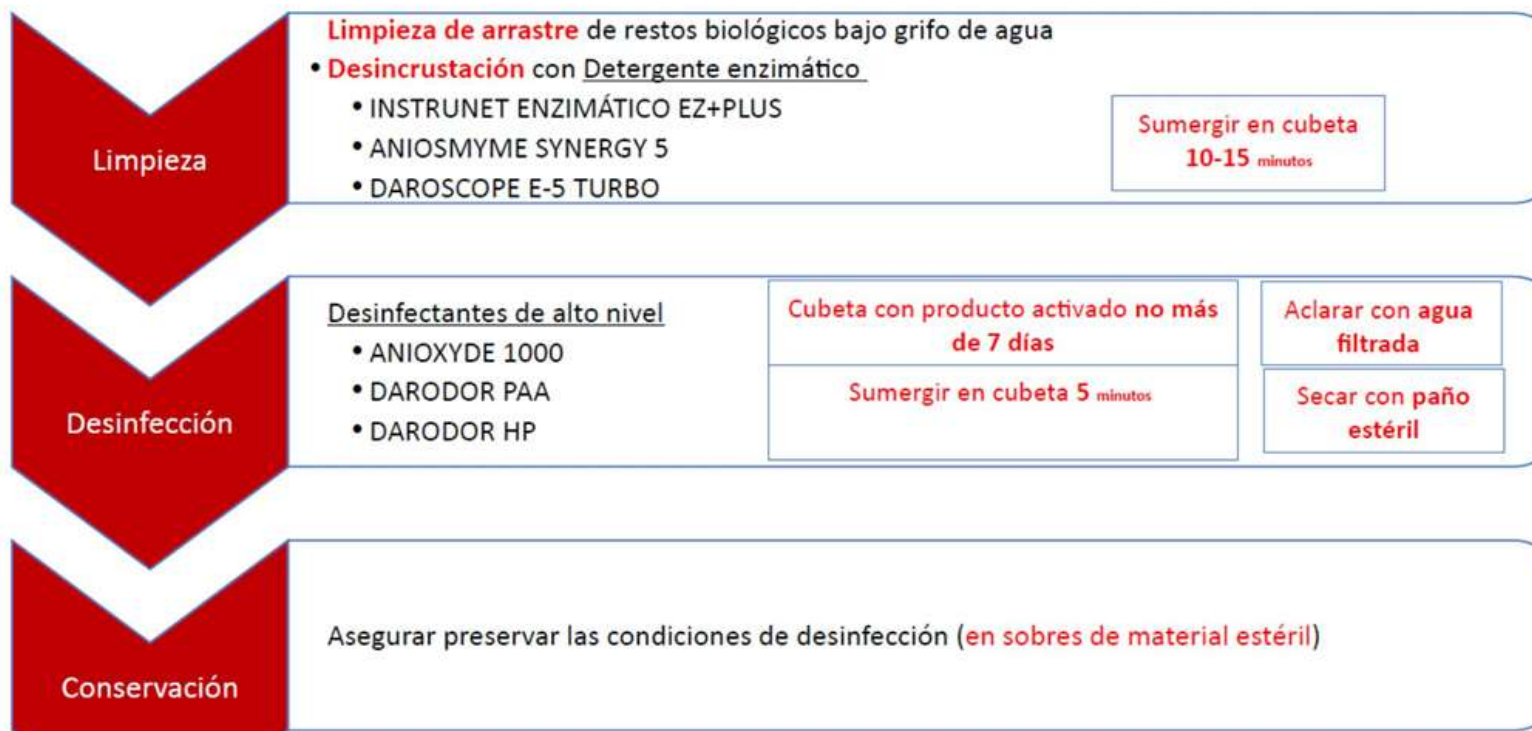 Limpieza
Limpieza de arrastre de restos biológicos bajo grifo de agua
• Desincrustación con Detergente enzimático
• INSTRUNET ENZIMÁTICO EZ+PLUS
• ANIOSMYME SYNERGY 5
• DAROSCOPE E-5 TURBO
Sumergir en cubeta
10-15 minutos
Desinfección
Desinfectantes de alto nivel
• ANIOXYDE 1000
• DARODOR PAA
• DARODOR HP
Cubeta con producto activado no más
de 7 días
Sumergir en cubeta 5 minutos
Aclarar con agua
filtrada
Secar con paño
estéril
Conservación
Asegurar preservar las condiciones de desinfección (en sobres de material estéril)